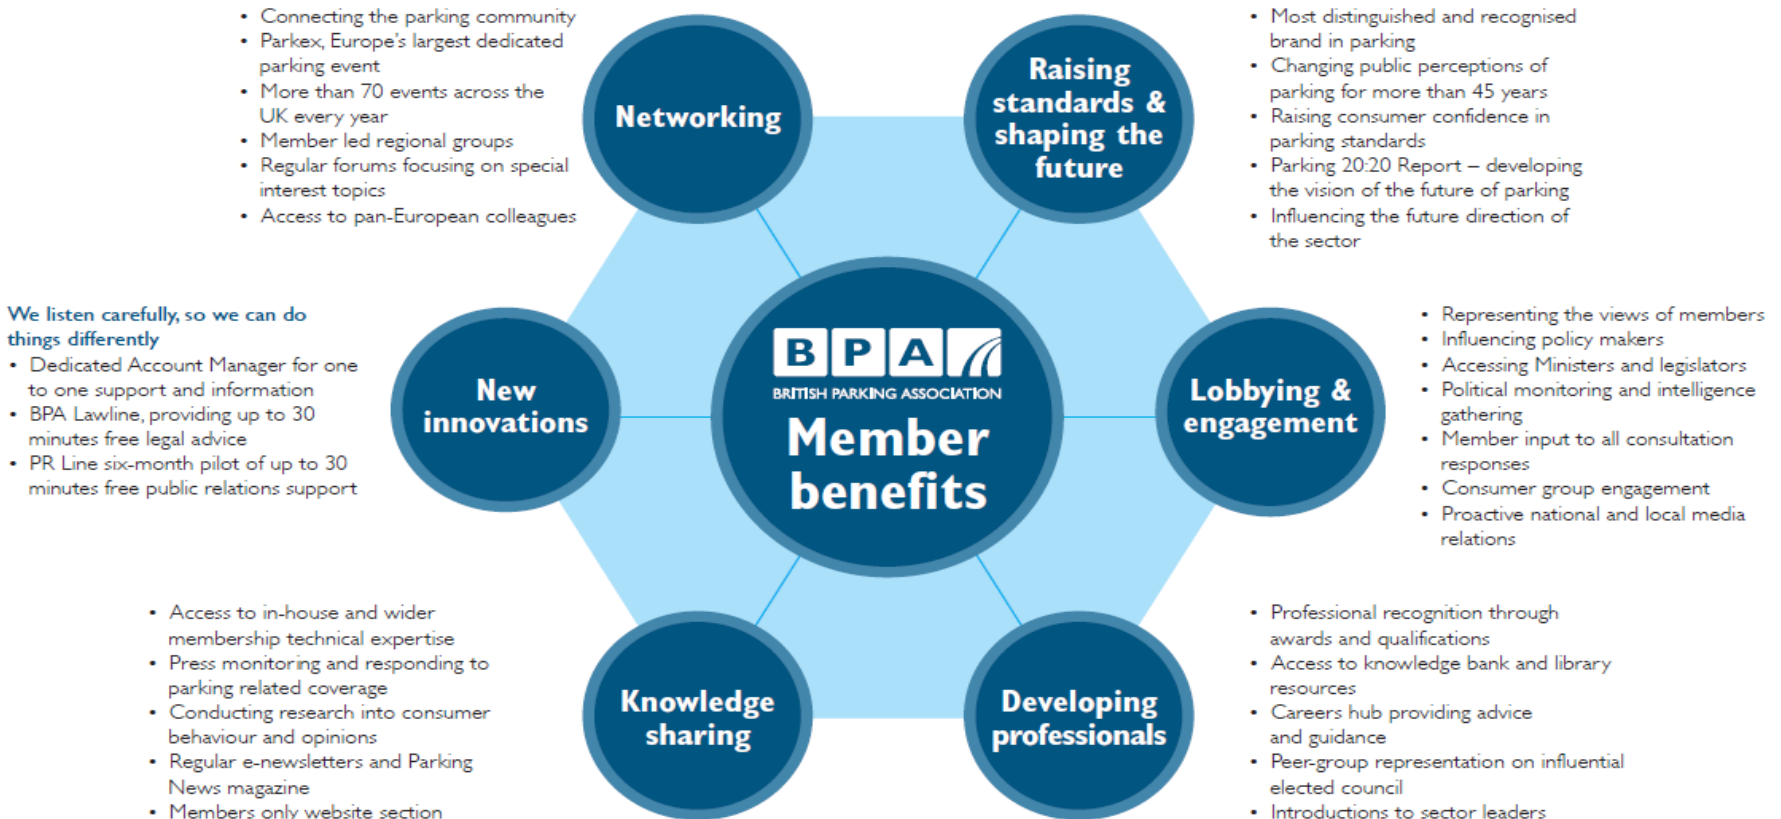 • Connecting the parking community
• Parkex, Europe's largest dedicated
parking event
• More than 70 events across the
UK every year
• Member led regional groups
• Regular forums focusing on special
interest topics
• Access to pan-European colleagues
Networking
Raising
standards &
shaping the
future
• Most distinguished and recognised
brand in parking
• Changing public perceptions of
parking for more than 45 years
• Raising consumer confidence in
parking standards
• Parking 20:20 Report – developing
the vision of the future of parking
• Influencing the future direction of
the sector
We listen carefully, so we can do
things differently
• Dedicated Account Manager for one
to one support and information
• BPA Lawline, providing up to 30
minutes free legal advice
• PR Line six-month pilot of up to 30
minutes free public relations support
New
innovations
BPA
BRITISH PARKING ASSOCIATION
Member
benefits
Lobbying &
engagement
• Representing the views of members
• Influencing policy makers
• Accessing Ministers and legislators
• Political monitoring and intelligence
gathering
• Member input to all consultation
responses
• Consumer group engagement
• Proactive national and local media
relations
• Access to in-house and wider
membership technical expertise
• Press monitoring and responding to
parking related coverage
• Conducting research into consumer
behaviour and opinions
• Regular e-newsletters and Parking
News magazine
• Members only website section
Knowledge
sharing
Developing
professionals
• Professional recognition through
awards and qualifications
• Access to knowledge bank and library
resources
• Careers hub providing advice
and guidance
• Peer-group representation on influential
elected council
• Introductions to sector leaders